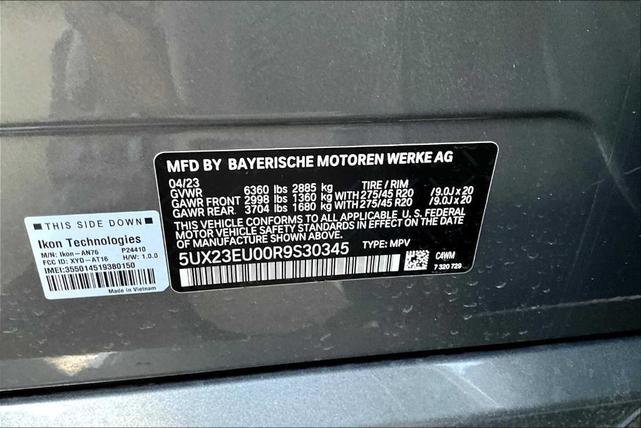 MFD BY BAYERISCHE MOTOREN WERKE AG
04/23
GVWR 6360 lbs 2885 kg TIRE / RIM
GAWR FRONT 2998 lbs 1360 kg WITH 275/45 R20 /9.0J x 20
GAWR REAR. 3704 lbs 1680 kg WITH 275/45 R20 /9.0J x 20
THIS VEHICLE CONFORMS TO ALL APPLICABLE U.S. FEDERAL
MOTOR VEHICLE SAFETY STANDARDS IN EFFECT ON THE DATE
OF MANUFACTURE SHOWN ABOVE.
5UX23EU00R9S30345 TYPE: MPV
C4WM
7 320 729
THIS SIDE DOWN
Ikon Technologies
M/N: Ikon-AN76 P24410
FCC ID: XYO-AT16 H/W: 1.0.0
IMEI:355014519380150
Made in Vietnam